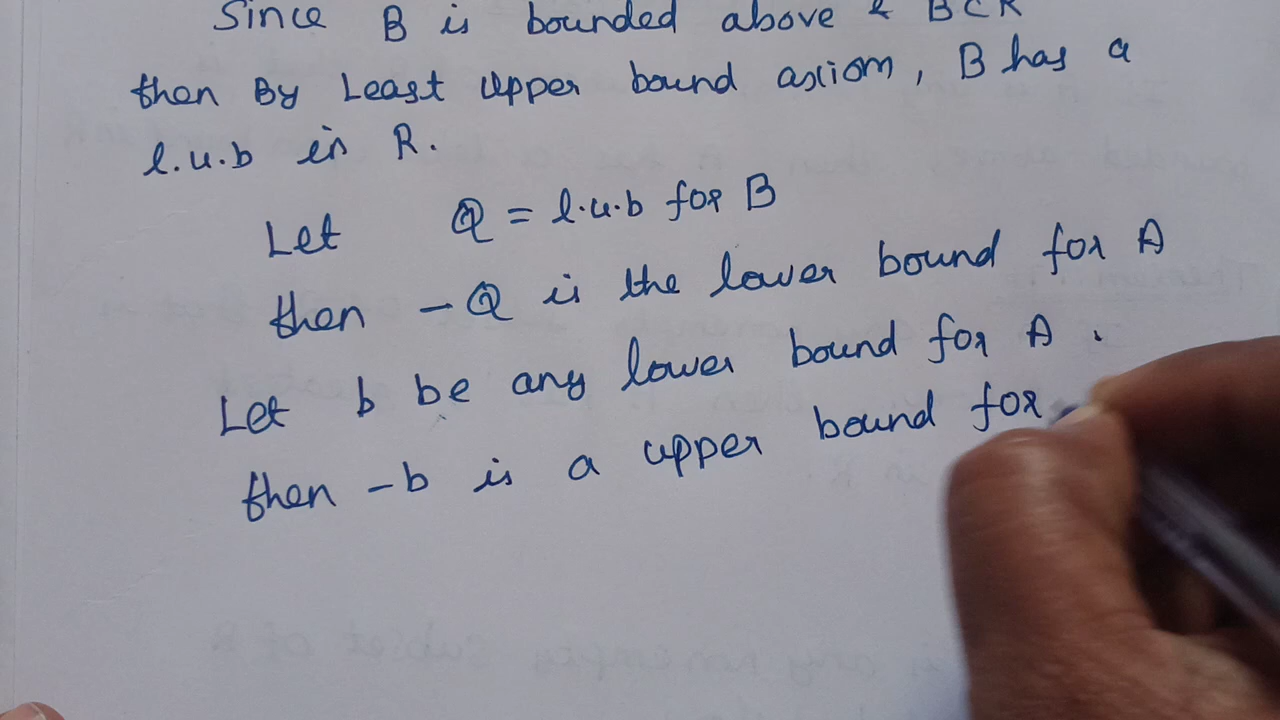 Since B is bounded above & B⊂R
then By Least Upper bound axiom, B has a
l.u.b in R.
Let Q = l.u.b for B
then -Q is the lower bound for A
Let b be any lower bound for A.
then -b is a upper bound for